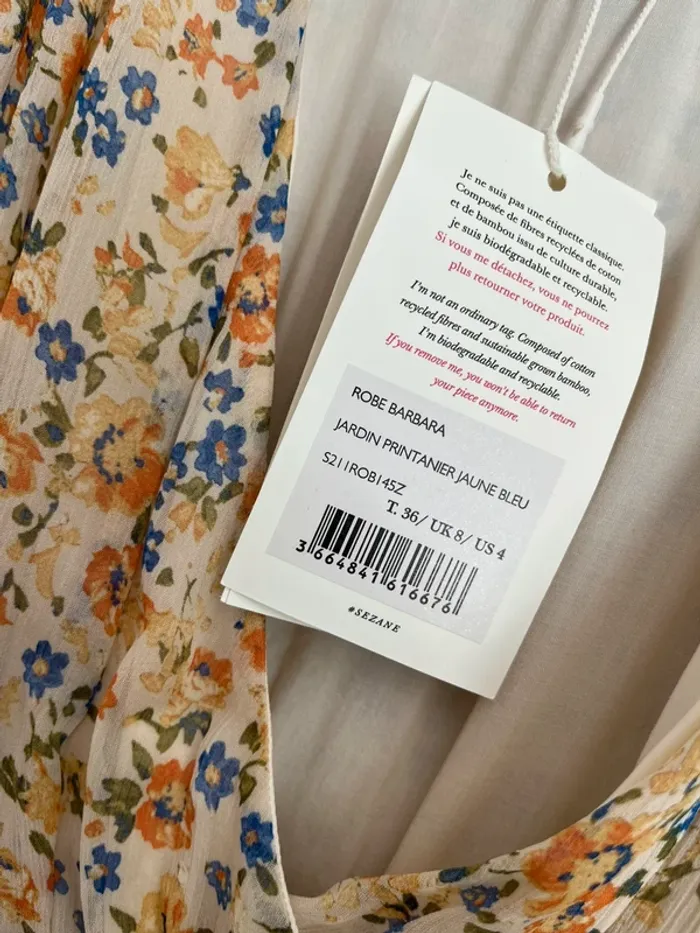 Je ne suis pas une étiquette classique.
Composée de fibres recyclées de coton
et de bambou issu de culture durable,
je suis biodégradable et recyclable.
Si vous me détachez, vous ne pourrez
plus retourner votre produit.
I'm not an ordinary tag. Composed of cotton
recycled fibres and sustainable grown bamboo,
I'm biodegradable and recyclable.
If you remove me, you won't be able to return
your piece anymore.
ROBE BARBARA
JARDIN PRINTANIER JAUNE BLEU
S211ROB145Z
T. 36/ UK 8/ US 4
3 664841 616676
#SEZANE